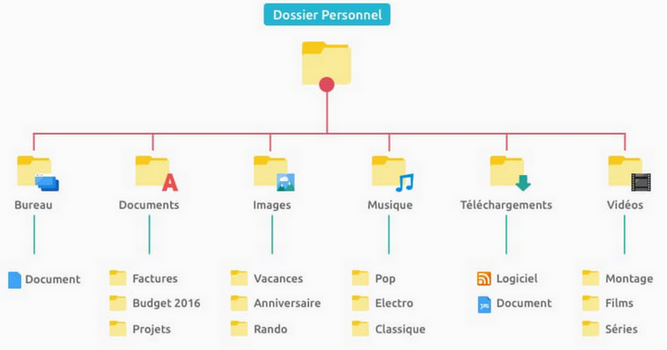 Dossier Personnel
Bureau
Documents
Images
Musique
Téléchargements
Vidéos
Document
Factures
Vacances
Pop
Logiciel
Montage
Budget 2016
Anniversaire
Electro
Document
Films
Projets
Rando
Classique
Séries